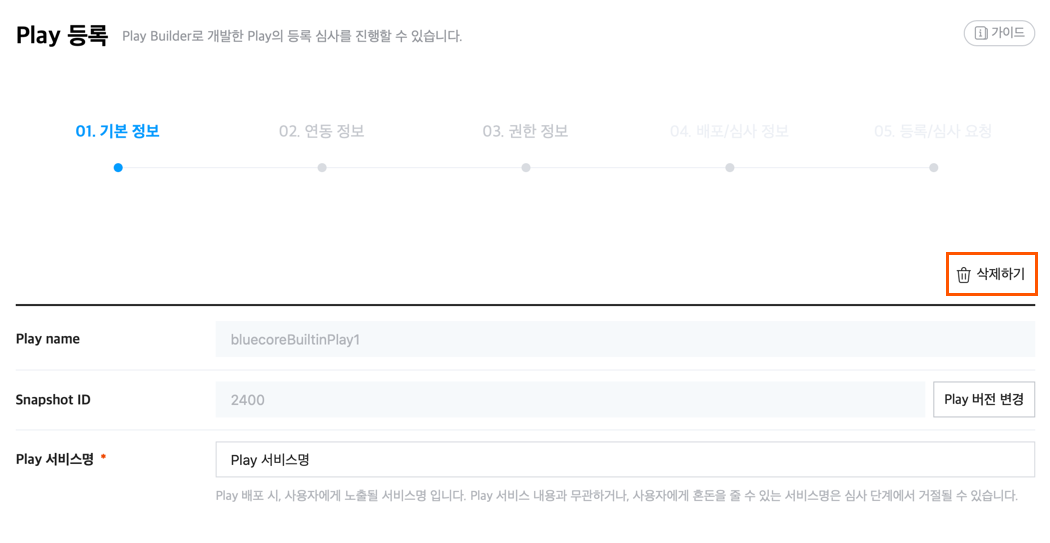 Play 등록 Play Builder로 개발한 Play의 등록 심사를 진행할 수 있습니다. 가이드
01. 기본 정보 02. 연동 정보 03. 권한 정보 04. 배포/심사 정보 05. 등록/심사 요청
삭제하기
Play name bluecoreBuiltinPlay1
Snapshot ID 2400 Play 버전 변경
Play 서비스명 * Play 서비스명
Play 배포 시, 사용자에게 노출될 서비스명 입니다. Play 서비스 내용과 무관하거나, 사용자에게 혼돈을 줄 수 있는 서비스명은 심사 단계에서 거절될 수 있습니다.